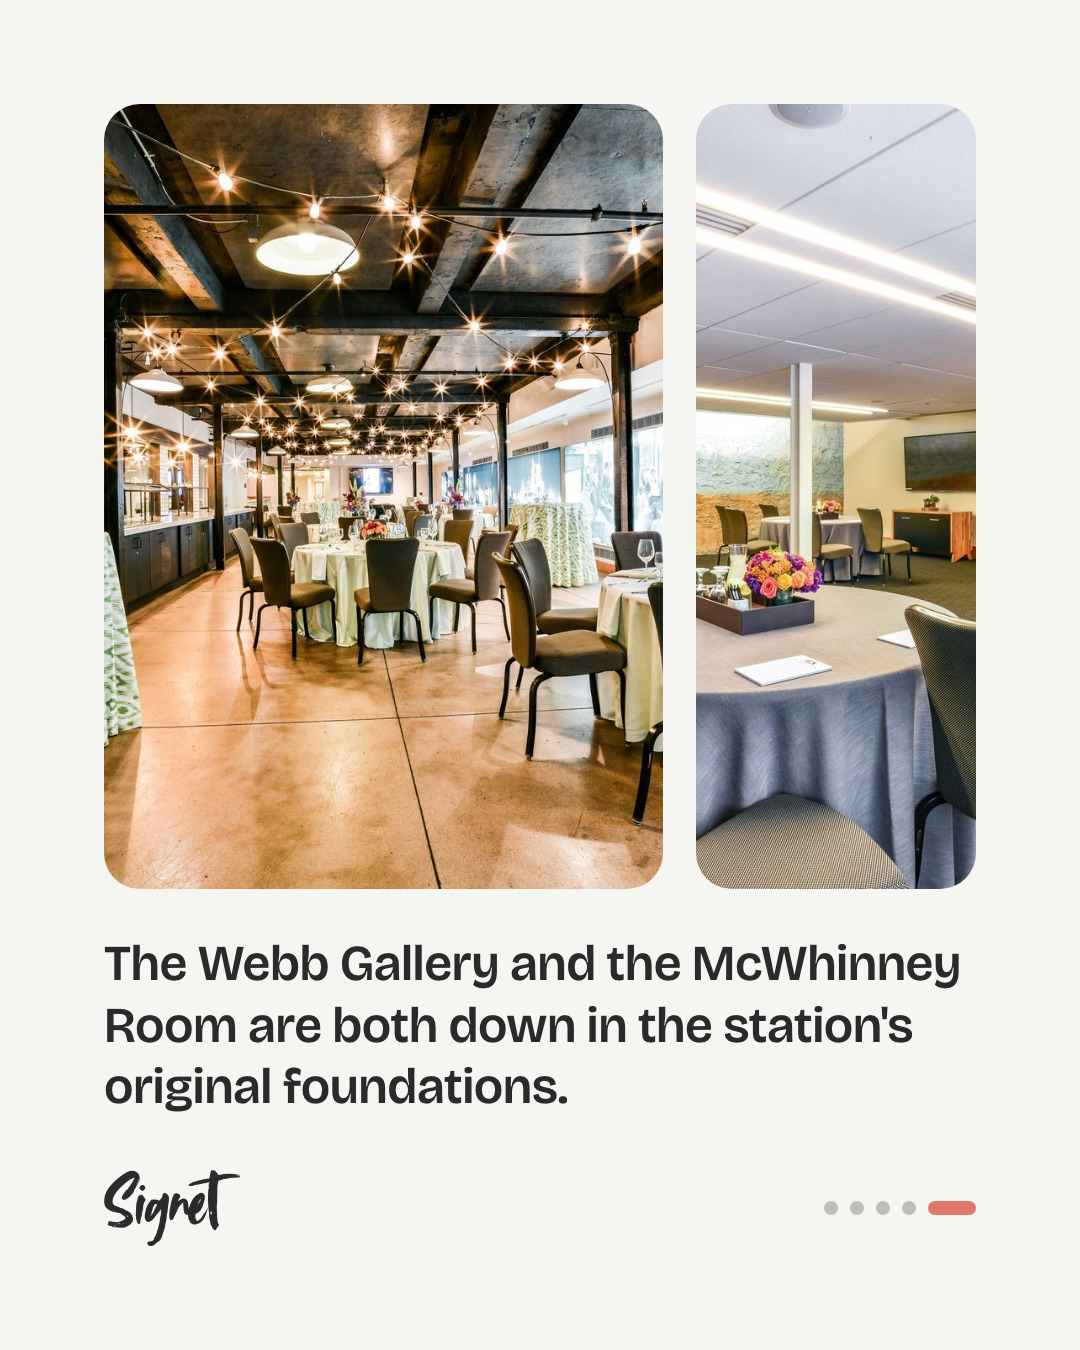 The Webb Gallery and the McWhinney
Room are both down in the station's
original foundations.
Signet